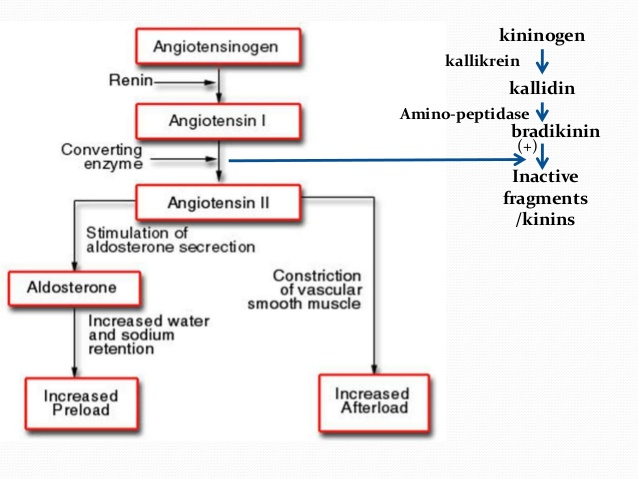 Angiotensinogen
Renin
Angiotensin I
Converting
enzyme
Angiotensin II
Stimulation of
aldosterone secrection
Aldosterone
Increased water
and sodium
retention
Increased
Preload
Constriction
of vascular
smooth muscle
Increased
Afterload
kininogen
kallikrein
kallidin
Amino-peptidase
bradikinin
(+)
Inactive
fragments
/kinins